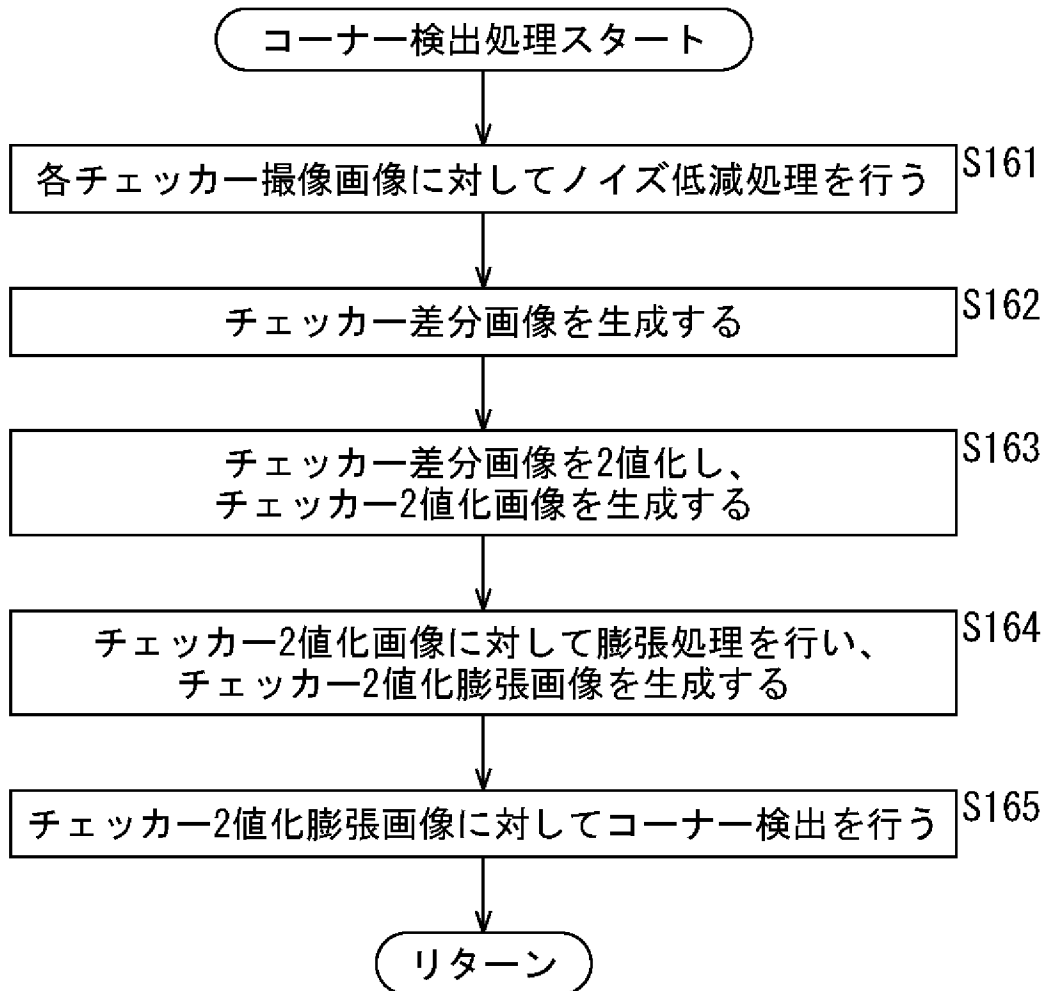 コーナー検出処理スタート
各チェッカー撮像画像に対してノイズ低減処理を行う
S161
チェッカー差分画像を生成する
S162
チェッカー差分画像を2値化し、
チェッカー2値化画像を生成する
S163
チェッカー2値化画像に対して膨張処理を行い、
チェッカー2値化膨張画像を生成する
S164
チェッカー2値化膨張画像に対してコーナー検出を行う
S165
リターン